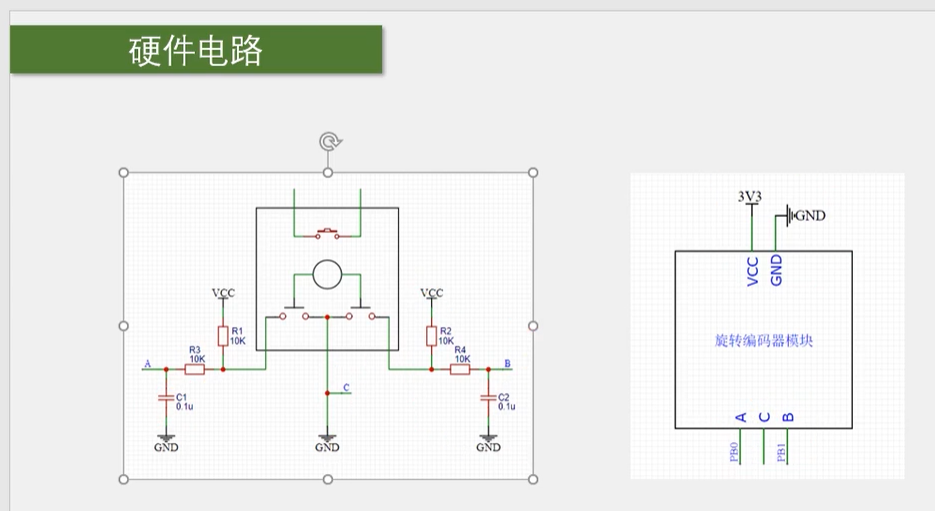 硬件电路
VCC
R1
10K
R3
10K
A
C1
0.1u
GND
C
GND
VCC
R2
10K
R4
10K
B
C2
0.1u
GND
3V3
GND
VCC
GND
旋转编码器模块
A
C
B
PB0
PB1